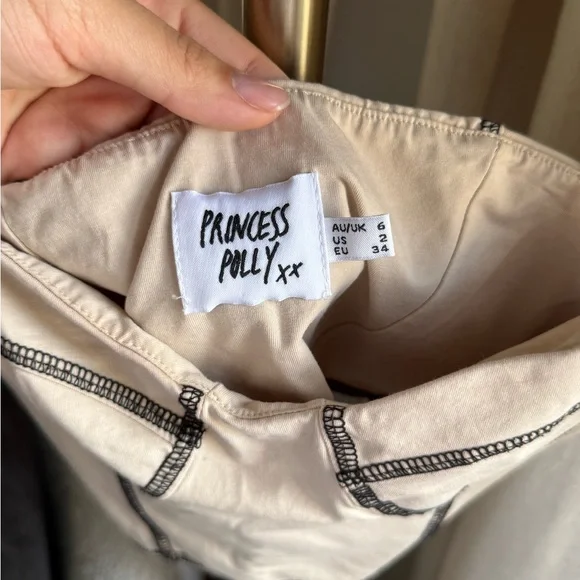 PRINCESS
POLLY xx
AU/UK 6
US 2
EU 34